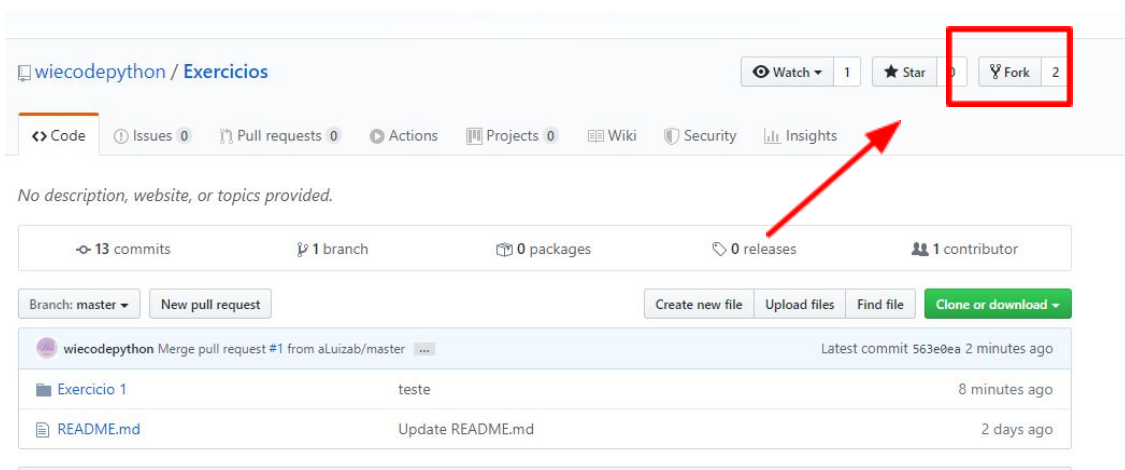 wiecodepython / Exercicios
Watch 1 Star 0 Fork 2
Code Issues 0 Pull requests 0 Actions Projects 0 Wiki Security Insights
No description, website, or topics provided.
13 commits 1 branch 0 packages 0 releases 1 contributor
Branch: master New pull request Create new file Upload files Find file Clone or download
wiecodepython Merge pull request #1 from aLuizab/master ... Latest commit 563e0ea 2 minutes ago
Exercicio 1 teste 8 minutes ago
README.md Update README.md 2 days ago